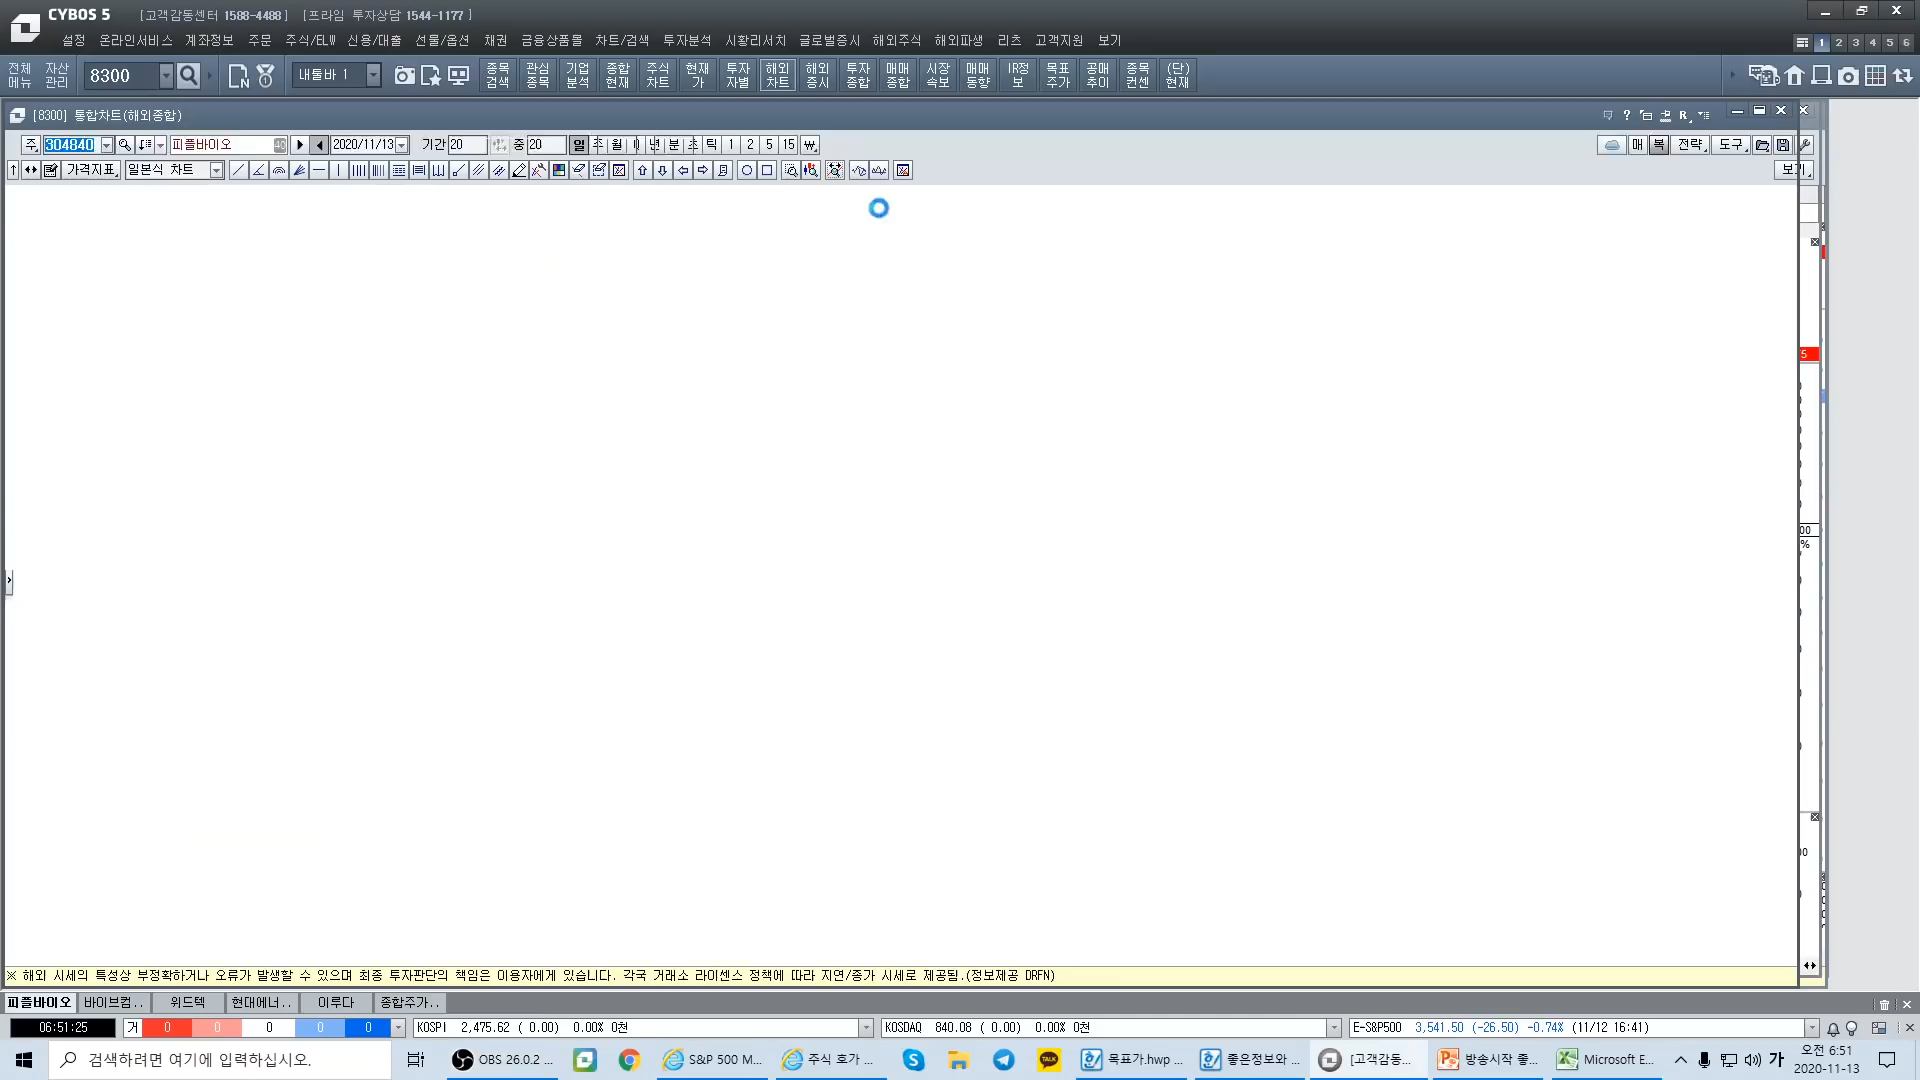 CYBOS 5 [고객감동센터 1588-4488] [프라임 투자상담 1544-1177]
설정 온라인서비스 계좌정보 주문 주식/ELW 신용/대출 선물/옵션 채권 금융상품몰 차트/검색 투자분석 시황리서치 글로벌증시 해외주식 해외파생 리츠 고객지원 보기
1 2 3 4 5 6
전체 메뉴 자산 관리 8300 내툴바 1 종목 검색 관심 종목 기업 분석 종합 현재 주식 차트 현재 가 투자 자별 해외 차트 해외 증시 투자 종합 매매 종합 시장 속보 매매 동향 IR정 보 목표 주가 공매 추이 종목 컨센 (단) 현재
[8300] 통합차트(해외종합)
주 304840 피플바이오 40 2020/11/13 기간 20 중 20 일 주 월 년 분 초 틱 1 2 5 15 매 복 전략 도구
가격지표 일본식 차트 보기
5
00
%
00
※ 해외 시세의 특성상 부정확하거나 오류가 발생할 수 있으며 최종 투자판단의 책임은 이용자에게 있습니다. 각국 거래소 라이센스 정책에 따라 지연/종가 시세로 제공됨.(정보제공 DRFN)
피플바이오 바이브컴.. 위드텍 현대에너.. 이루다 종합주가..
06:51:25 거 0 0 0 0 0 KOSPI 2,475.62 ( 0.00) 0.00% 0천 KOSDAQ 840.08 ( 0.00) 0.00% 0천 E-S&P500 3,541.50 (-26.50) -0.74% (11/12 16:41)
검색하려면 여기에 입력하십시오. OBS 26.0.2 ... S&P 500 M... 주식 호가 ... TALK 목표가.hwp ... 좋은정보와 ... [고객감동... 방송시작 좋... Microsoft E... 가 오전 6:51
2020-11-13